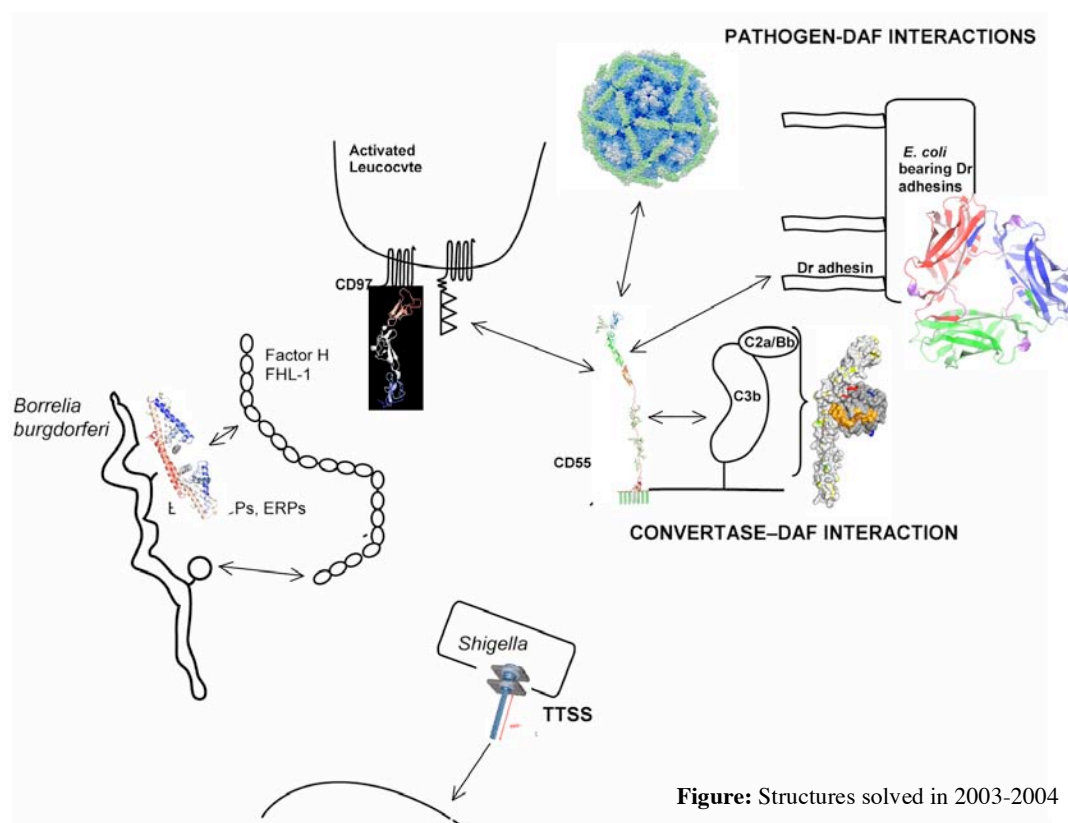 PATHOGEN-DAF INTERACTIONS
Activated
Leucocyte
E. coli
bearing Dr
adhesins
Dr adhesin
CD97
C2a/Bb
Factor H
FHL-1
C3b
Borrelia
burgdorferi
CD55
Ps, ERPs
CONVERTASE–DAF INTERACTION
Shigella
TTSS
Figure: Structures solved in 2003-2004